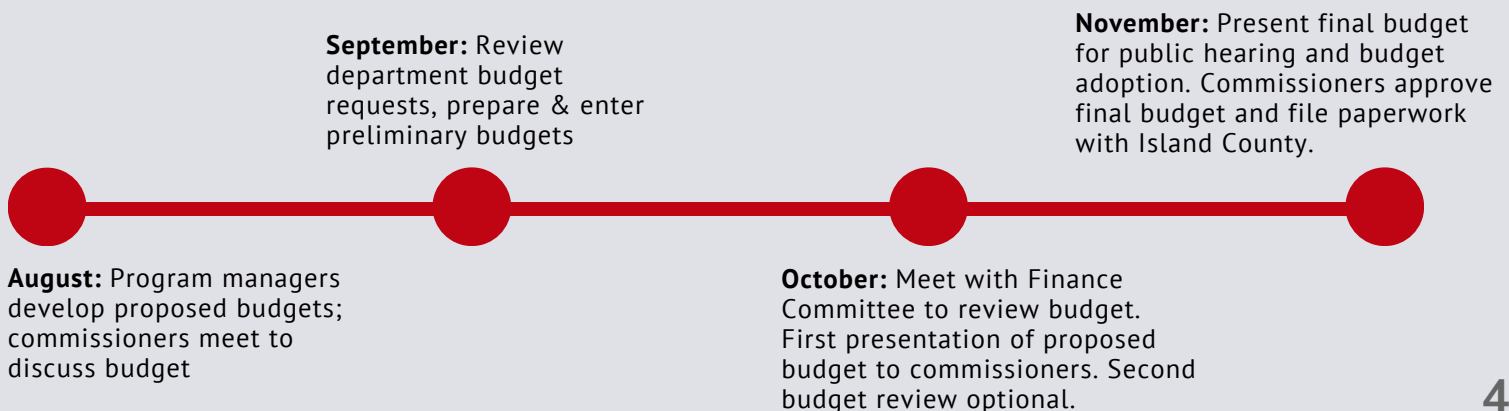 August: Program managers
develop proposed budgets;
commissioners meet to
discuss budget
September: Review
department budget
requests, prepare & enter
preliminary budgets
October: Meet with Finance
Committee to review budget.
First presentation of proposed
budget to commissioners. Second
budget review optional.
November: Present final budget
for public hearing and budget
adoption. Commissioners approve
final budget and file paperwork
with Island County.
4